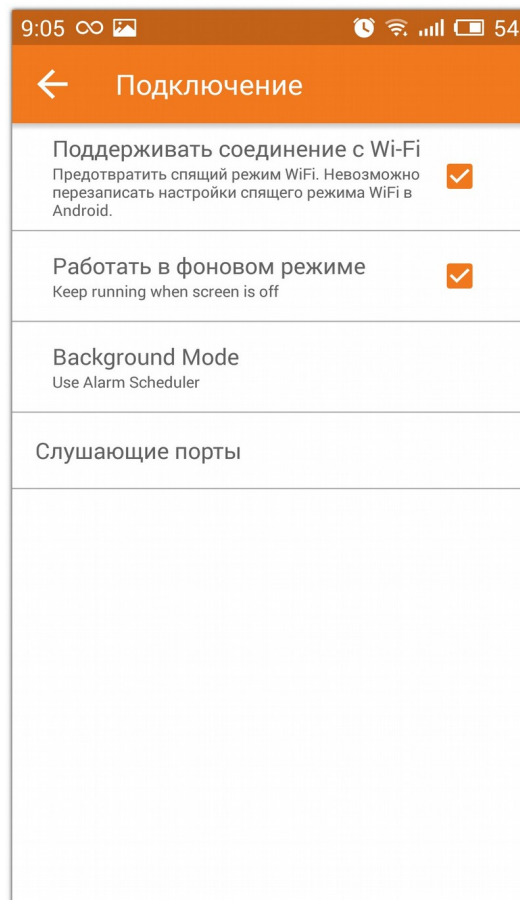 9:05 54
Подключение
Поддерживать соединение с Wi-Fi
Предотвратить спящий режим WiFi. Невозможно
перезаписать настройки спящего режима WiFi в
Android.
Работать в фоновом режиме
Keep running when screen is off
Background Mode
Use Alarm Scheduler
Слушающие порты